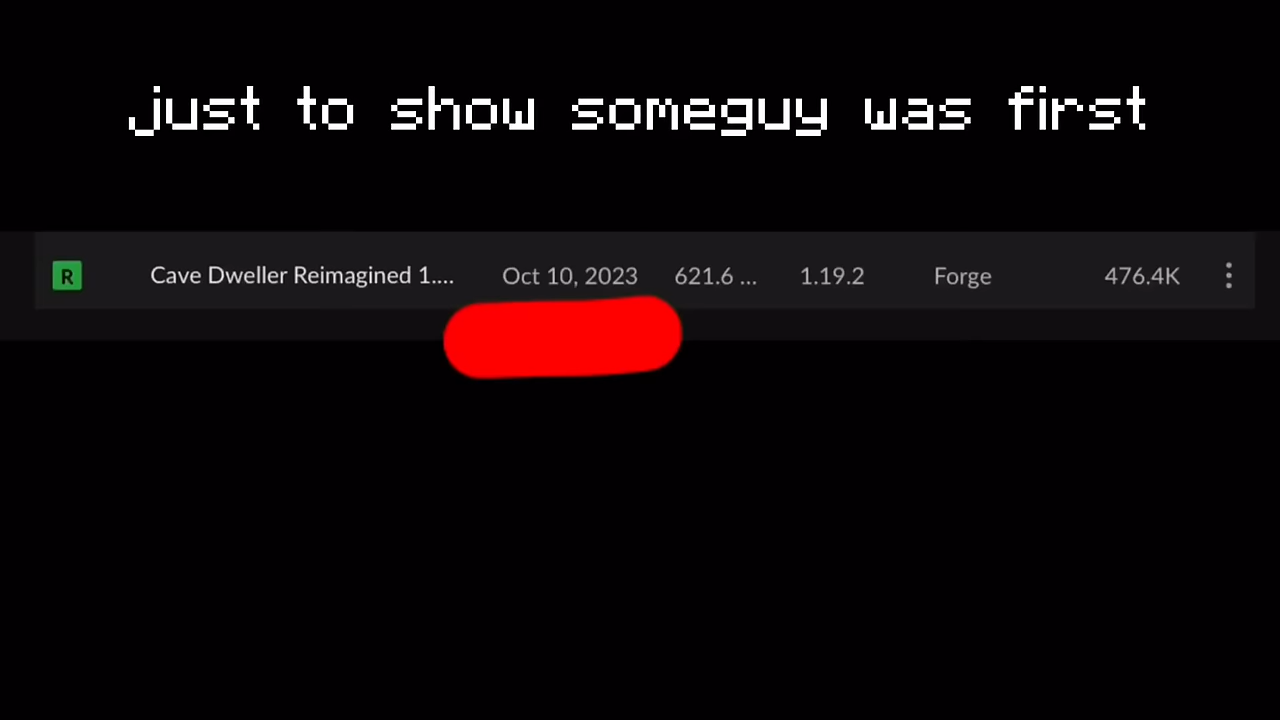 just to show someguy was first
R Cave Dweller Reimagined 1.... Oct 10, 2023 621.6 ... 1.19.2 Forge 476.4K